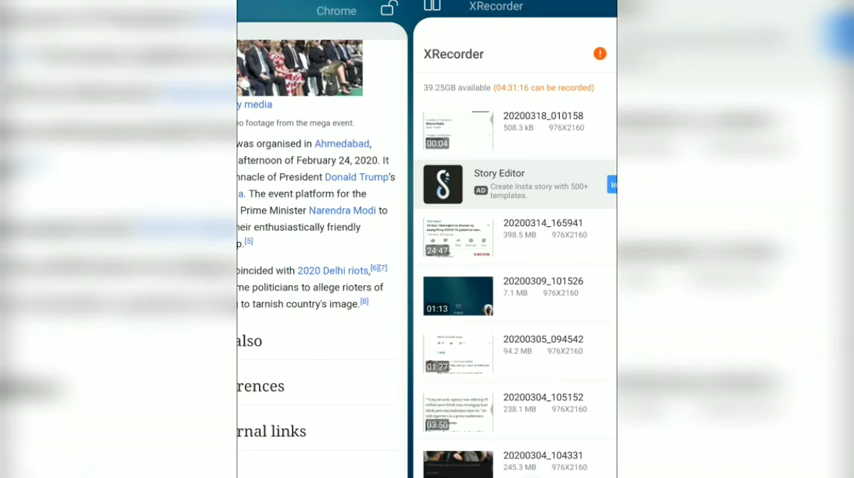 Chrome
y media
eo footage from the mega event.
was organised in Ahmedabad,
afternoon of February 24, 2020. It
nnacle of President Donald Trump's
a. The event platform for the
Prime Minister Narendra Modi to
heir enthusiastically friendly
p.[5]
oincided with 2020 Delhi riots,[6][7]
me politicians to allege rioters of
g to tarnish country's image.[8]
also
rences
rnal links
XRecorder
XRecorder
39.25GB available (04:31:16 can be recorded)
20200318_010158
508.3 kB 976X2160
00:04
Story Editor
AD Create Insta story with 500+
templates.
In
20200314_165941
398.5 MB 976X2160
24:47
20200309_101526
7.1 MB 976X2160
01:13
20200305_094542
94.2 MB 976X2160
01:27
20200304_105152
238.1 MB 976X2160
03:50
20200304_104331
245.3 MB 976X2160